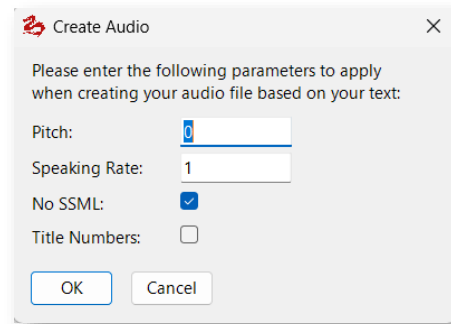 Create Audio
Please enter the following parameters to apply
when creating your audio file based on your text:
Pitch: 0
Speaking Rate: 1
No SSML:
Title Numbers:
OK Cancel